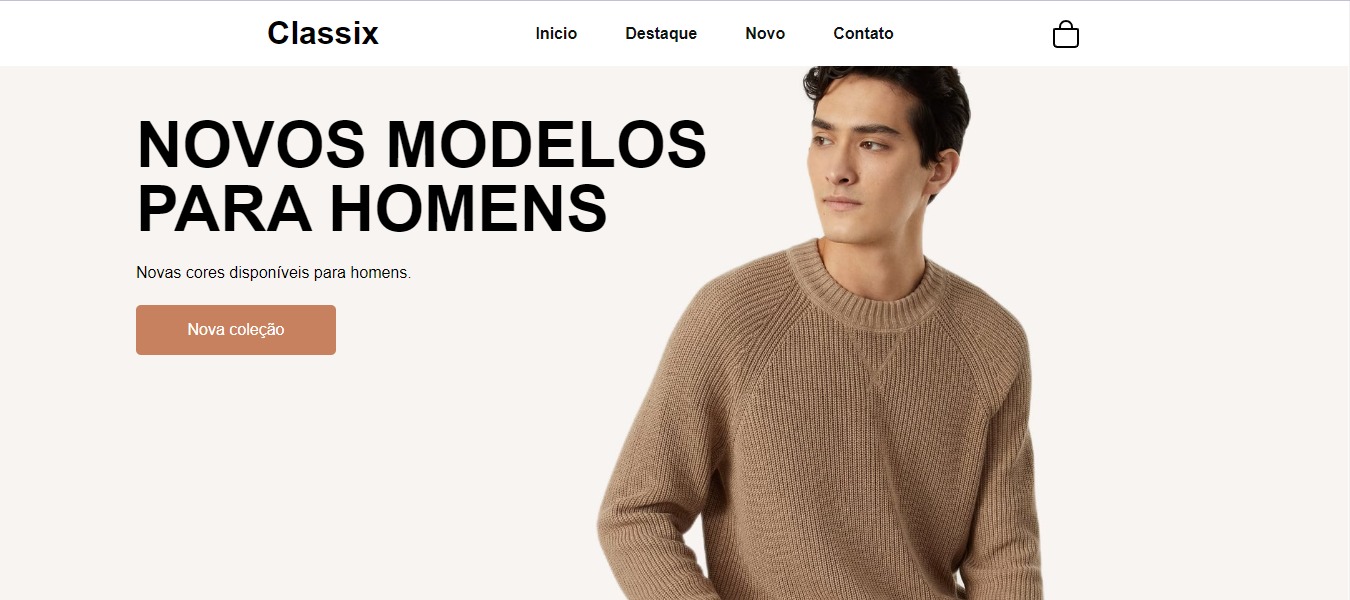 Classix
Inicio
Destaque
Novo
Contato
NOVOS MODELOS
PARA HOMENS
Novas cores disponíveis para homens.
Nova coleção